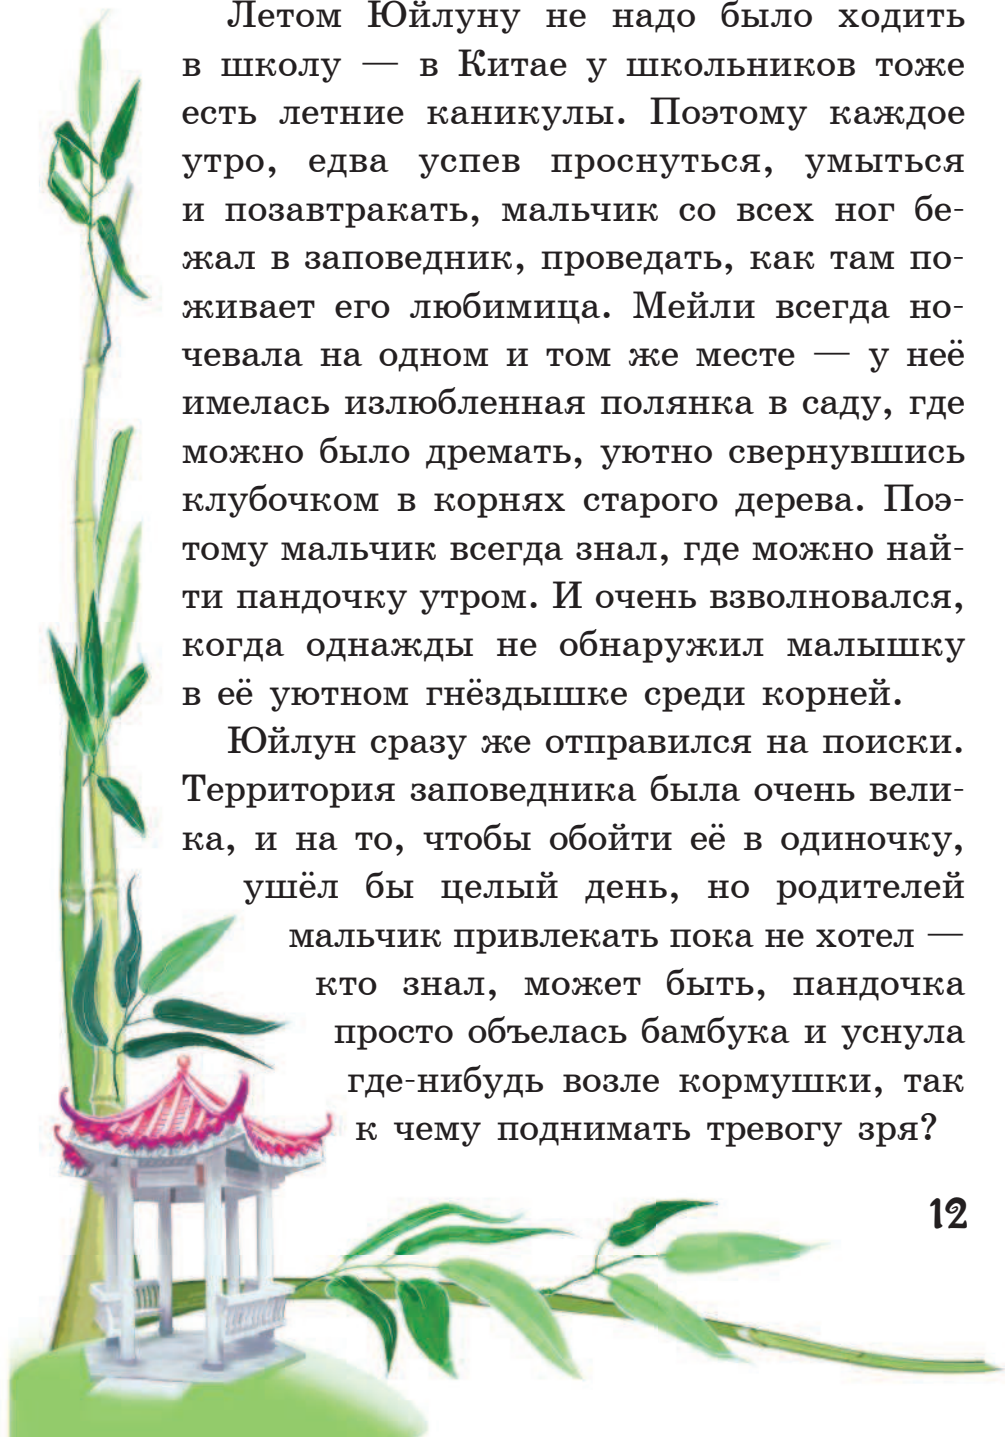 Летом Юйлуну не надо было ходить
в школу — в Китае у школьников тоже
есть летние каникулы. Поэтому каждое
утро, едва успев проснуться, умыться
и позавтракать, мальчик со всех ног бе-
жал в заповедник, проведать, как там по-
живает его любимица. Мейли всегда но-
чевала на одном и том же месте — у неё
имелась излюбленная полянка в саду, где
можно было дремать, уютно свернувшись
клубочком в корнях старого дерева. Поэ-
тому мальчик всегда знал, где можно най-
ти пандочку утром. И очень взволновался,
когда однажды не обнаружил малышку
в её уютном гнёздышке среди корней.
Юйлун сразу же отправился на поиски.
Территория заповедника была очень вели-
ка, и на то, чтобы обойти её в одиночку,
ушёл бы целый день, но родителей
мальчик привлекать пока не хотел —
кто знал, может быть, пандочка
просто объелась бамбука и уснула
где-нибудь возле кормушки, так
к чему поднимать тревогу зря?
12